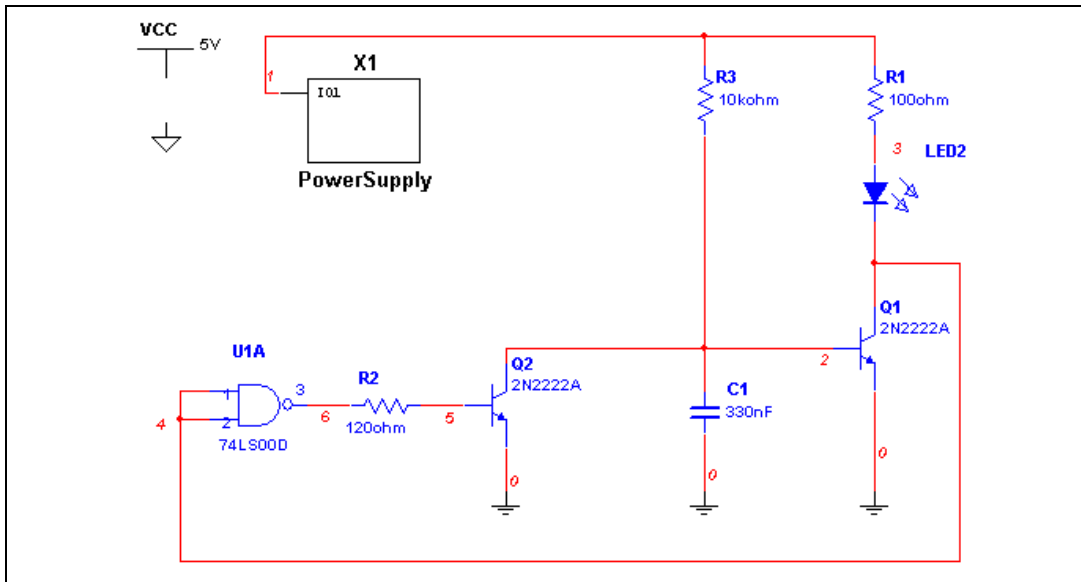 VCC
5V
1
X1
IO1
PowerSupply
R3
10kohm
R1
100ohm
3
LED2
Q1
2N2222A
2
U1A
Q2
2N2222A
R2
120ohm
1
2
3
4
6
5
74LS00D
C1
330nF
0
0
0